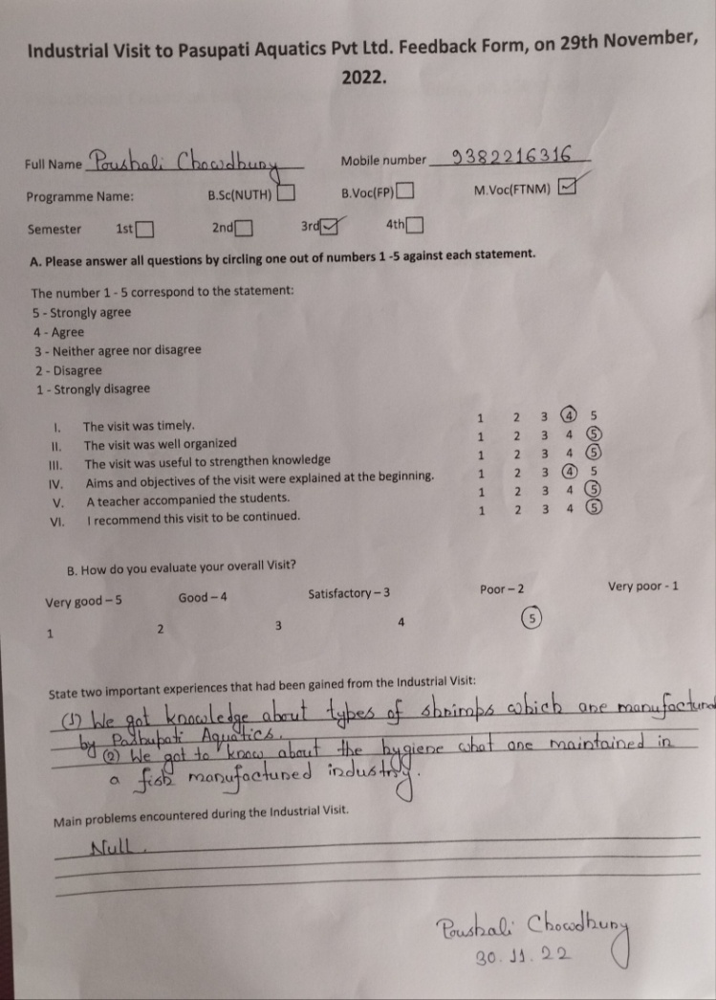 Industrial Visit to Pasupati Aquatics Pvt Ltd. Feedback Form, on 29th November,
2022.
Full Name Poushali Chowdhury Mobile number 9382216316
Programme Name: B.Sc(NUTH) B.Voc(FP) M.Voc(FTNM)
Semester 1st 2nd 3rd 4th
A. Please answer all questions by circling one out of numbers 1 -5 against each statement.
The number 1 - 5 correspond to the statement:
5 - Strongly agree
4 - Agree
3 - Neither agree nor disagree
2 - Disagree
1 - Strongly disagree
I. The visit was timely. 1 2 3 4 5
II. The visit was well organized 1 2 3 4 5
III. The visit was useful to strengthen knowledge 1 2 3 4 5
IV. Aims and objectives of the visit were explained at the beginning. 1 2 3 4 5
V. A teacher accompanied the students. 1 2 3 4 5
VI. I recommend this visit to be continued. 1 2 3 4 5
B. How do you evaluate your overall Visit?
Very good – 5 Good – 4 Satisfactory – 3 Poor – 2 Very poor - 1
1 2 3 4 5
State two important experiences that had been gained from the Industrial Visit:
(1) We got knowledge about types of shrimps which are manufactured
by Pashupati Aquatics.
(2) We got to know about the hygiene what are maintained in
a fish manufactured industry.
Main problems encountered during the Industrial Visit.
Null.
Poushali Chowdhury
30.11.22